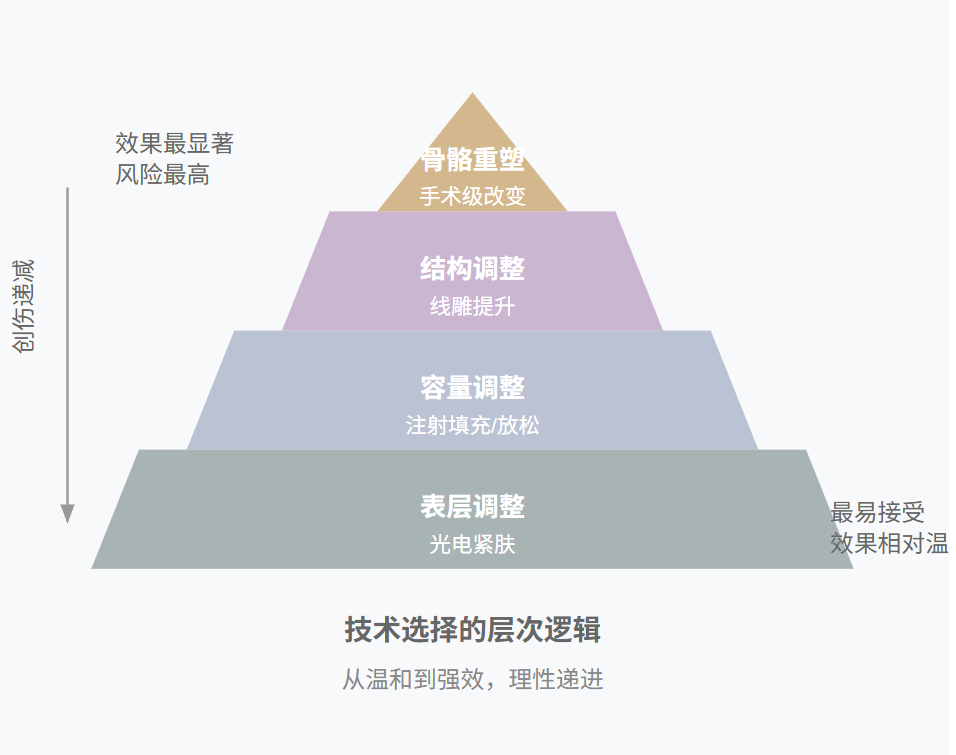 效果最显著
风险最高
创伤递减
骨骼重塑
手术级改变
结构调整
线雕提升
容量调整
注射填充/放松
表层调整
光电紧肤
最易接受
效果相对温
技术选择的层次逻辑
从温和到强效，理性递进